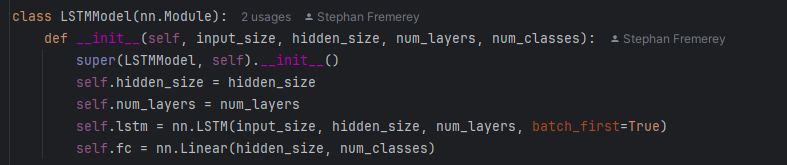 class LSTMModel(nn.Module): 2 usages Stephan Fremerey
def __init__(self, input_size, hidden_size, num_layers, num_classes): Stephan Fremerey
super(LSTMModel, self).__init__()
self.hidden_size = hidden_size
self.num_layers = num_layers
self.lstm = nn.LSTM(input_size, hidden_size, num_layers, batch_first=True)
self.fc = nn.Linear(hidden_size, num_classes)